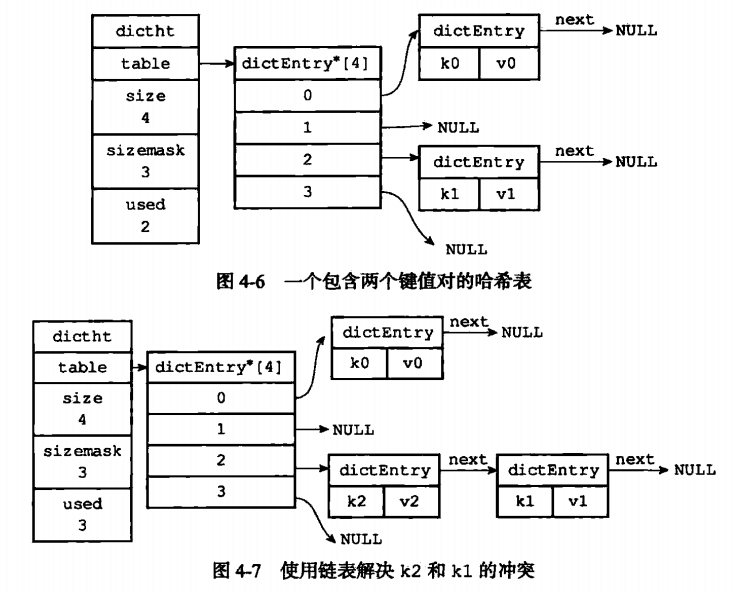 dictht
table
size
4
sizemask
3
used
2
dictEntry*[4]
0
1
2
3
dictEntry
k0 v0
next
NULL
NULL
dictEntry
k1 v1
next
NULL
NULL
图 4-6 一个包含两个键值对的哈希表
dictht
table
size
4
sizemask
3
used
3
dictEntry*[4]
0
1
2
3
dictEntry
k0 v0
next
NULL
NULL
dictEntry
k2 v2
next
dictEntry
k1 v1
next
NULL
NULL
图 4-7 使用链表解决 k2 和 k1 的冲突